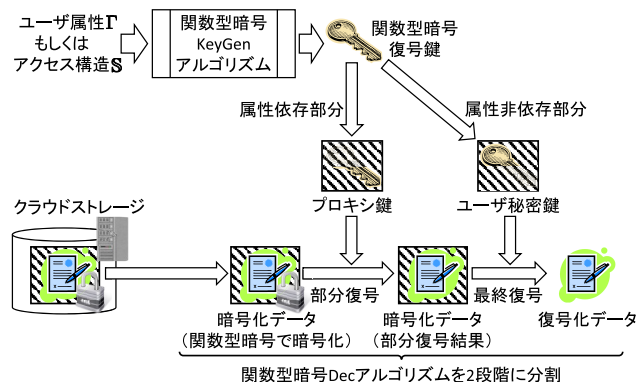 ユーザ属性Γ
もしくは
アクセス構造𝕊
関数型暗号
KeyGen
アルゴリズム
関数型暗号
復号鍵
属性依存部分
属性非依存部分
プロキシ鍵
ユーザ秘密鍵
クラウドストレージ
部分復号
最終復号
暗号化データ
(関数型暗号で暗号化)
暗号化データ
(部分復号結果)
復号化データ
関数型暗号Decアルゴリズムを2段階に分割